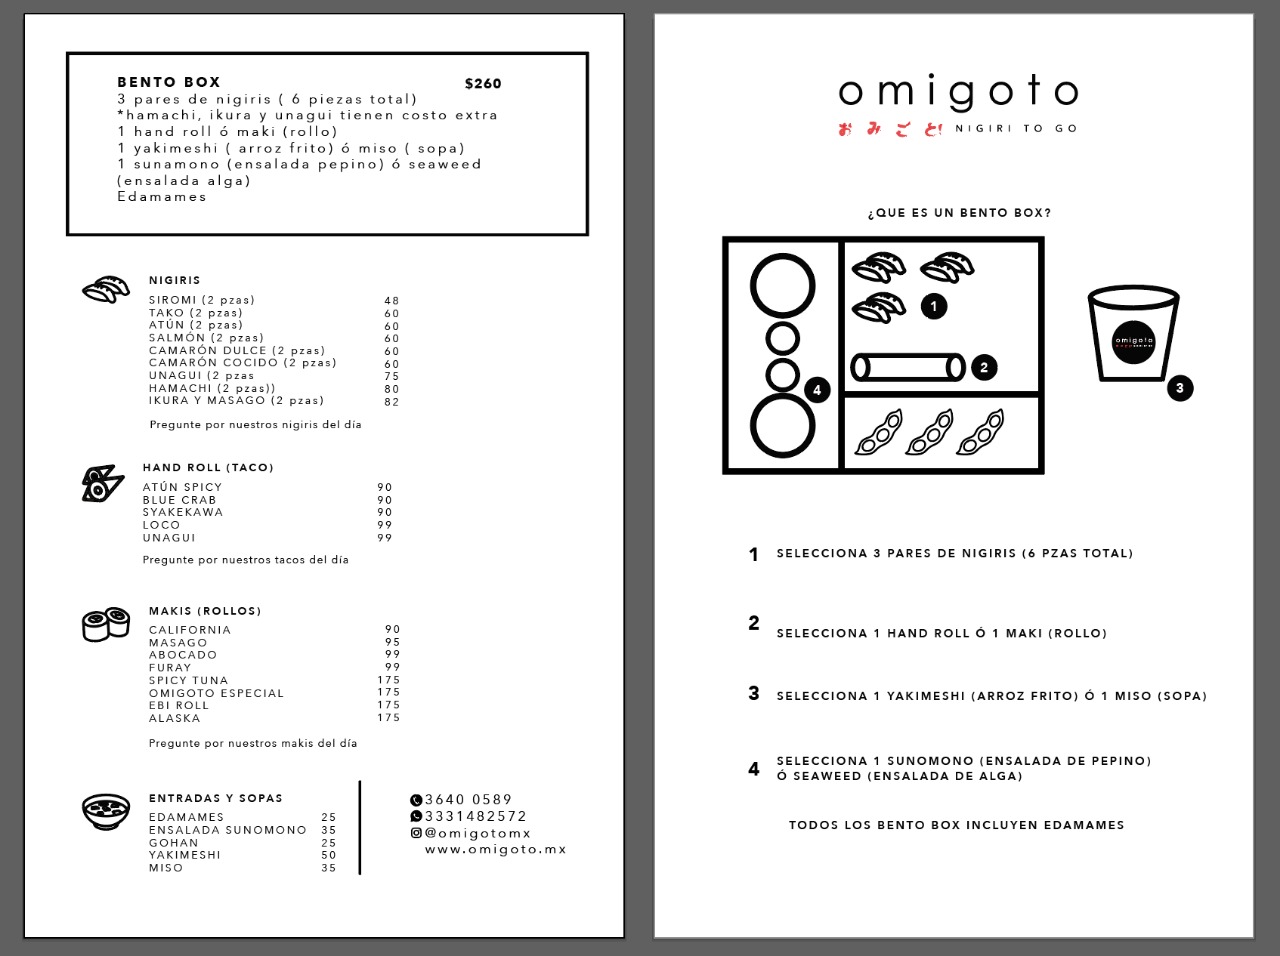 BENTO BOX $260
3 pares de nigiris ( 6 piezas total)
*hamachi, ikura y unagui tienen costo extra
1 hand roll ó maki (rollo)
1 yakimeshi ( arroz frito) ó miso ( sopa)
1 sunamono (ensalada pepino) ó seaweed
(ensalada alga)
Edamames
NIGIRIS
SIROMI (2 pzas) 48
TAKO (2 pzas) 60
ATÚN (2 pzas) 60
SALMÓN (2 pzas) 60
CAMARÓN DULCE (2 pzas) 60
CAMARÓN COCIDO (2 pzas) 60
UNAGUI (2 pzas 75
HAMACHI (2 pzas)) 80
IKURA Y MASAGO (2 pzas) 82
Pregunte por nuestros nigiris del día
HAND ROLL (TACO)
ATÚN SPICY 90
BLUE CRAB 90
SYAKEKAWA 90
LOCO 99
UNAGUI 99
Pregunte por nuestros tacos del día
MAKIS (ROLLOS)
CALIFORNIA 90
MASAGO 95
ABOCADO 99
FURAY 99
SPICY TUNA 175
OMIGOTO ESPECIAL 175
EBI ROLL 175
ALASKA 175
Pregunte por nuestros makis del día
ENTRADAS Y SOPAS
EDAMAMES 25
ENSALADA SUNOMONO 35
GOHAN 25
YAKIMESHI 50
MISO 35
3640 0589
3331482572
@omigotomx
www.omigoto.mx
omigoto
おみごと! NIGIRI TO GO
¿QUE ES UN BENTO BOX?
1
2
4
omigoto
3
1 SELECCIONA 3 PARES DE NIGIRIS (6 PZAS TOTAL)
2 SELECCIONA 1 HAND ROLL Ó 1 MAKI (ROLLO)
3 SELECCIONA 1 YAKIMESHI (ARROZ FRITO) Ó 1 MISO (SOPA)
4 SELECCIONA 1 SUNOMONO (ENSALADA DE PEPINO)
Ó SEAWEED (ENSALADA DE ALGA)
TODOS LOS BENTO BOX INCLUYEN EDAMAMES